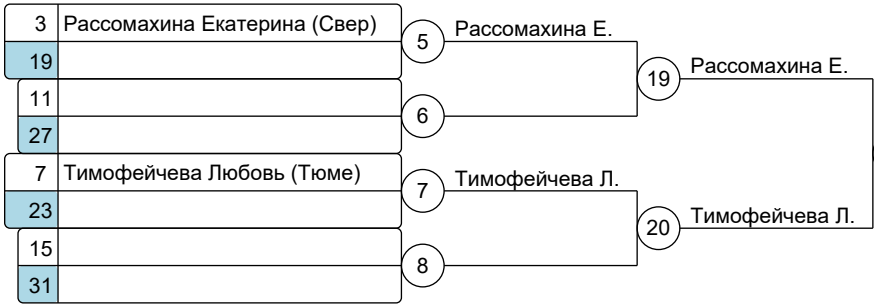 3 Рассомахина Екатерина (Свер)
19
5
Рассомахина Е.
11
27
6
19
Рассомахина Е.
7 Тимофейчева Любовь (Тюме)
23
7
Тимофейчева Л.
15
31
8
20
Тимофейчева Л.